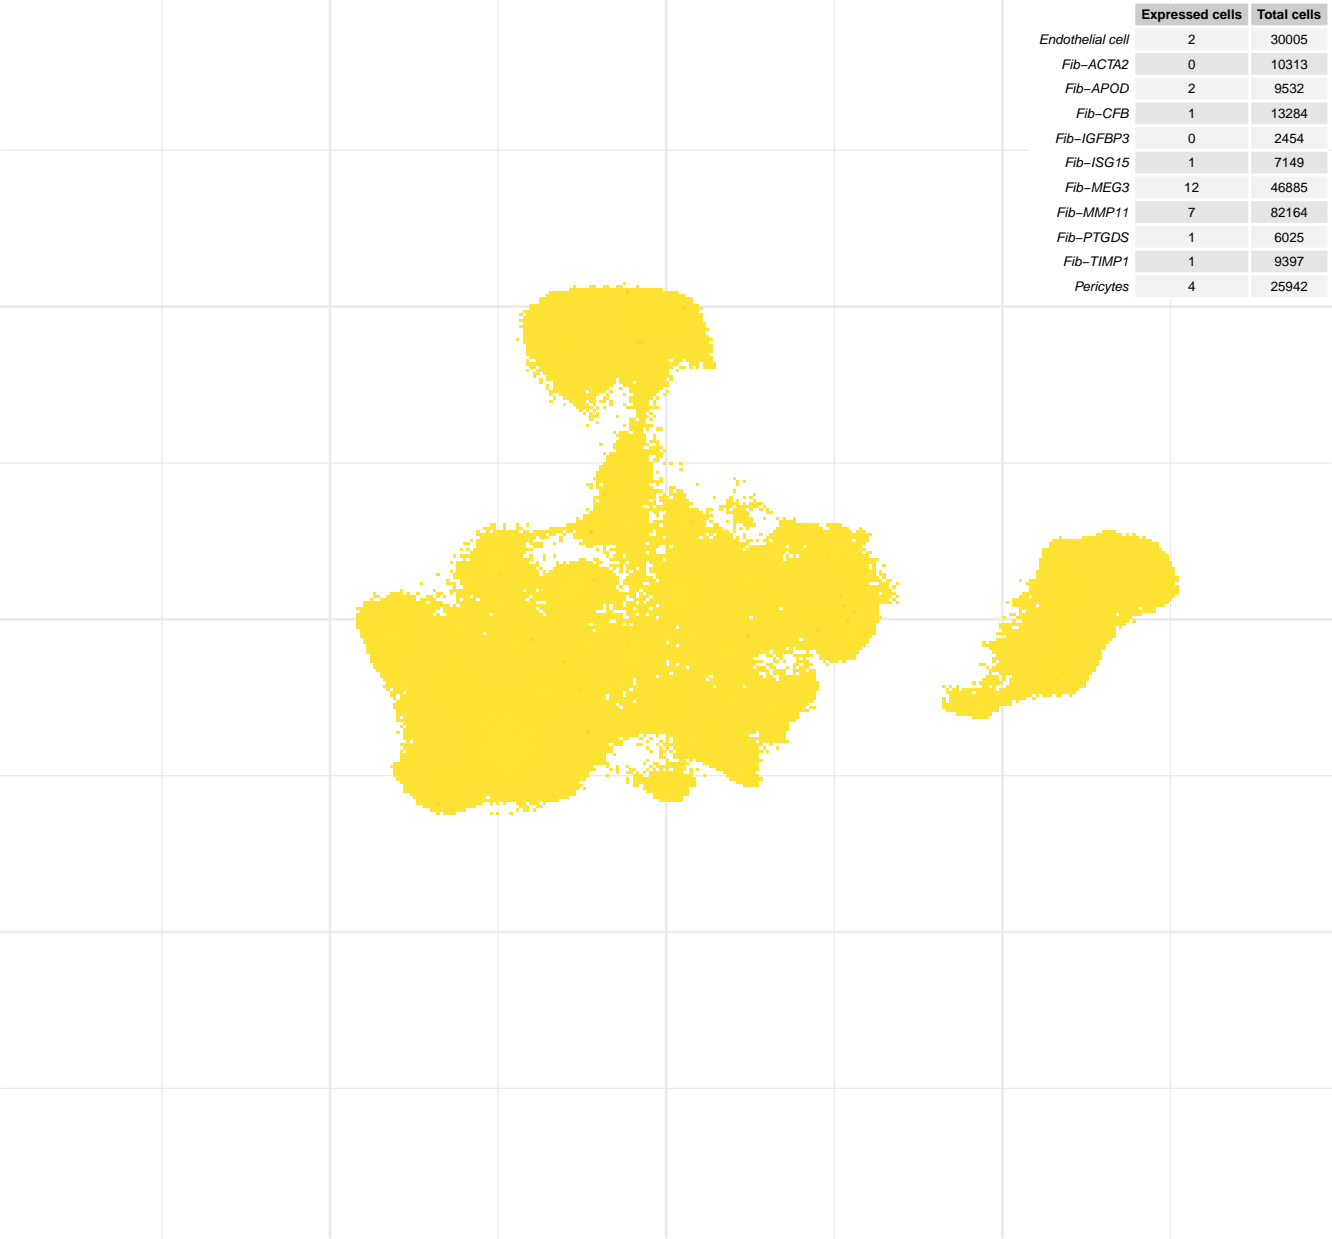 Expressed cells Total cells
Endothelial cell 2 30005
Fib−ACTA2 0 10313
Fib−APOD 2 9532
Fib−CFB 1 13284
Fib−IGFBP3 0 2454
Fib−ISG15 1 7149
Fib−MEG3 12 46885
Fib−MMP11 7 82164
Fib−PTGDS 1 6025
Fib−TIMP1 1 9397
Pericytes 4 25942